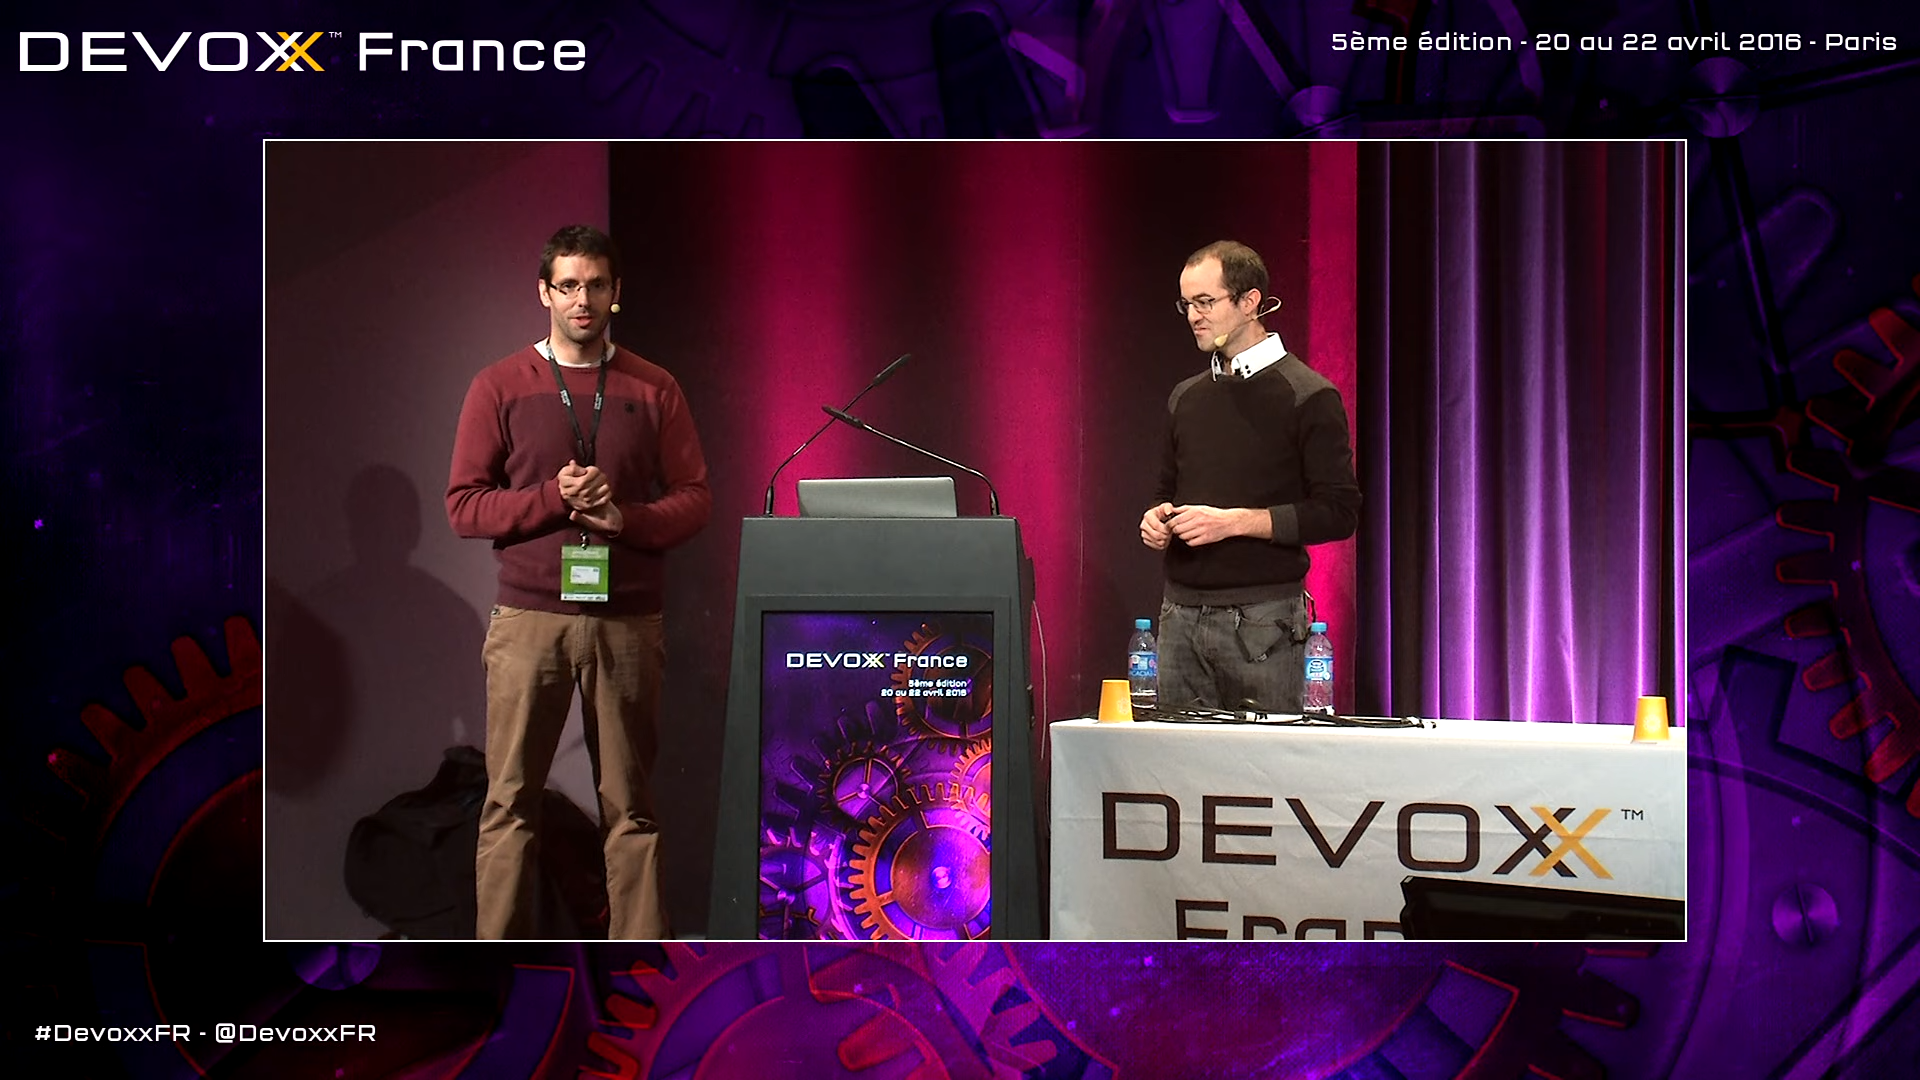 DEVOXX™ France
5ème édition - 20 au 22 avril 2016 - Paris
DEVOXX™ France
5ème édition
20 au 22 avril 2016
DEVOXX™
#DevoxxFR - @DevoxxFR